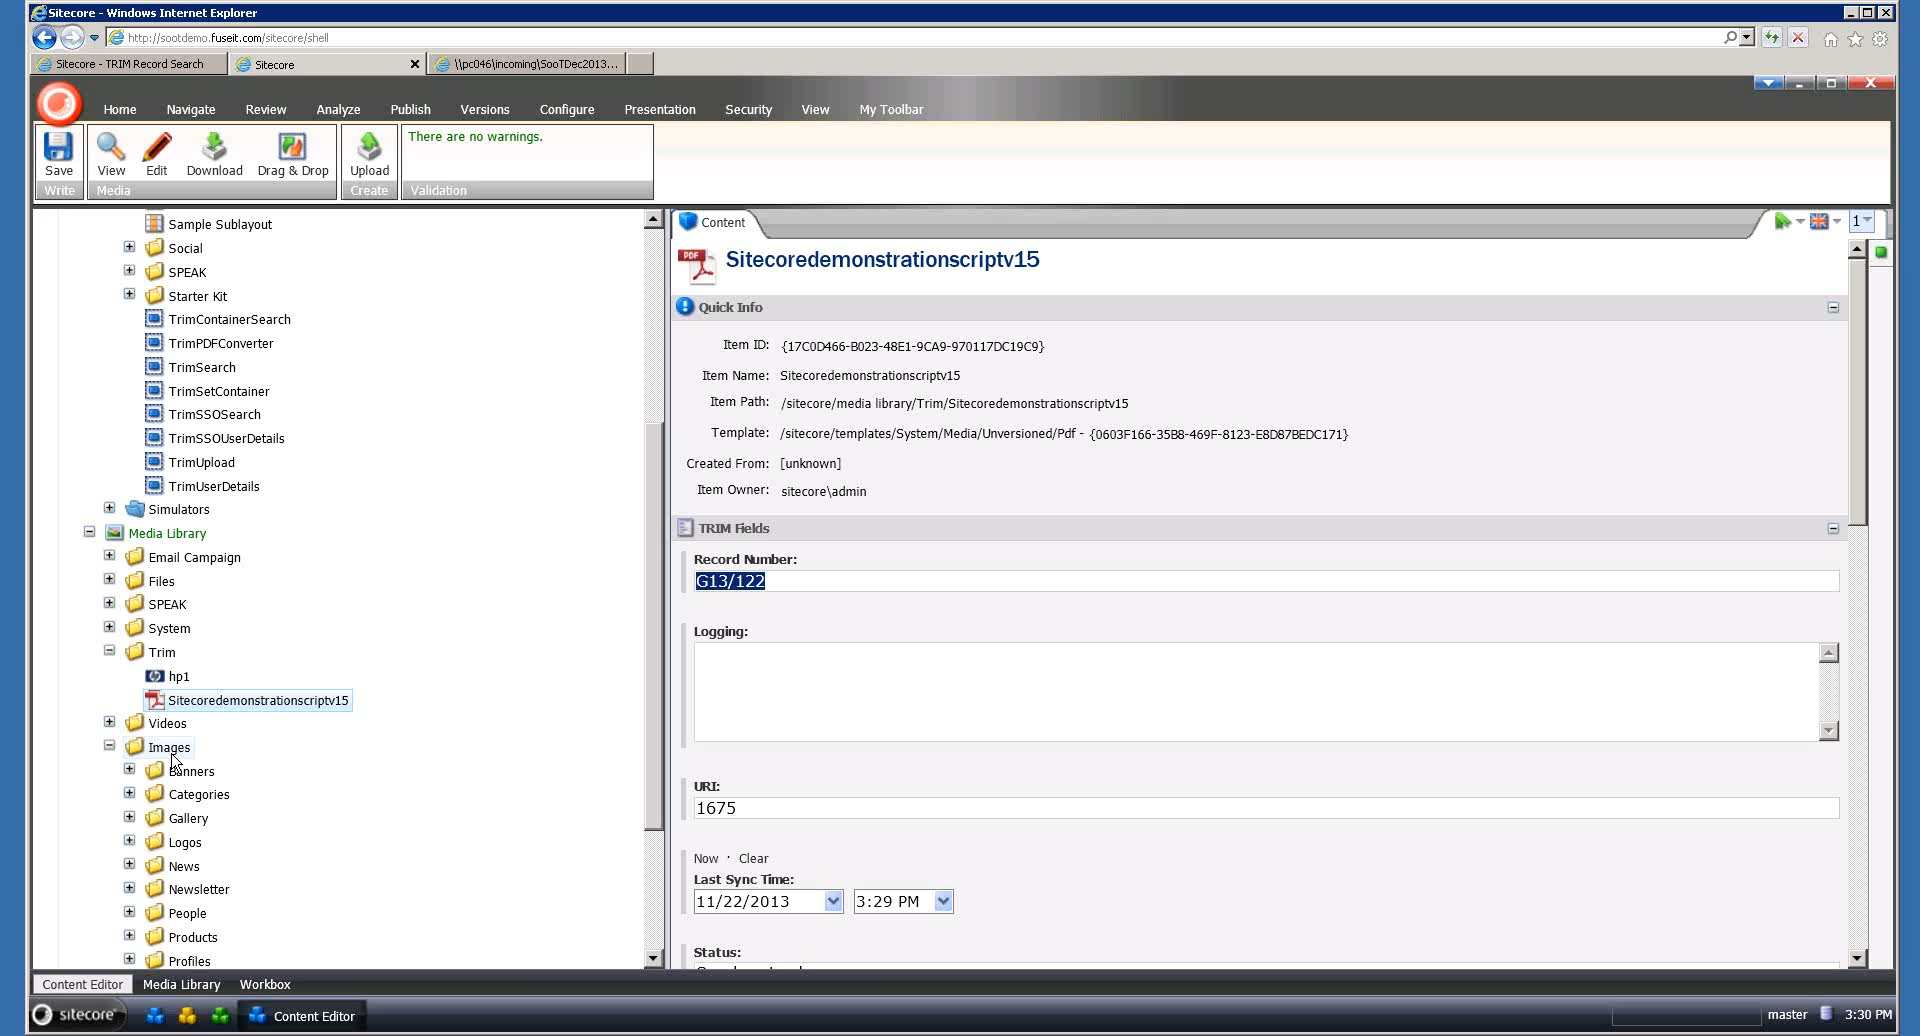 Sitecore - Windows Internet Explorer
http://sootdemo.fuseit.com/sitecore/shell
Sitecore - TRIM Record Search
Sitecore
\\pc046\incoming\SooTDec2013...
Home Navigate Review Analyze Publish Versions Configure Presentation Security View My Toolbar
Save View Edit Download Drag & Drop Upload
There are no warnings.
Write Media Create Validation
Sample Sublayout
Social
SPEAK
Starter Kit
TrimContainerSearch
TrimPDFConverter
TrimSearch
TrimSetContainer
TrimSSOSearch
TrimSSOUserDetails
TrimUpload
TrimUserDetails
Simulators
Media Library
Email Campaign
Files
SPEAK
System
Trim
hp1
Sitecoredemonstrationscriptv15
Videos
Images
Banners
Categories
Gallery
Logos
News
Newsletter
People
Products
Profiles
Content
1
PDF
Sitecoredemonstrationscriptv15
Quick Info
Item ID: {17C0D466-B023-48E1-9CA9-970117DC19C9}
Item Name: Sitecoredemonstrationscriptv15
Item Path: /sitecore/media library/Trim/Sitecoredemonstrationscriptv15
Template: /sitecore/templates/System/Media/Unversioned/Pdf - {0603F166-35B8-469F-8123-E8D87BEDC171}
Created From: [unknown]
Item Owner: sitecore\admin
TRIM Fields
Record Number:
G13/122
Logging:
URI:
1675
Now · Clear
Last Sync Time:
11/22/2013 3:29 PM
Status:
Content Editor Media Library Workbox
sitecore Content Editor master 3:30 PM